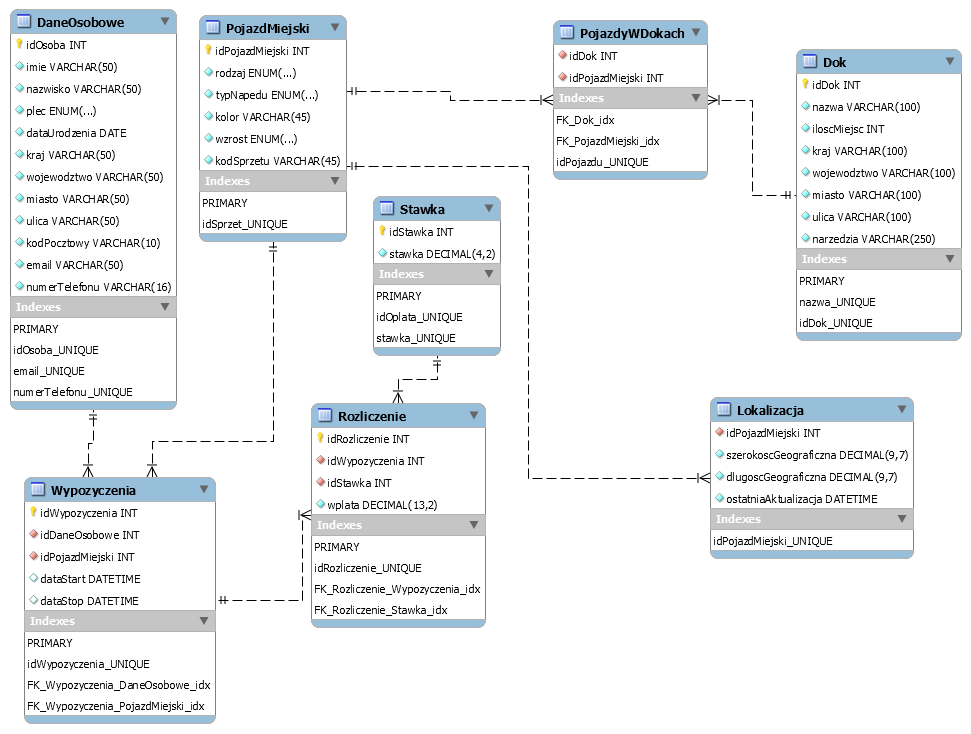 DaneOsobowe
idOsoba INT
imie VARCHAR(50)
nazwisko VARCHAR(50)
plec ENUM(...)
dataUrodzenia DATE
kraj VARCHAR(50)
wojewodztwo VARCHAR(50)
miasto VARCHAR(50)
ulica VARCHAR(50)
kodPocztowy VARCHAR(10)
email VARCHAR(50)
numerTelefonu VARCHAR(16)
Indexes
PRIMARY
idOsoba_UNIQUE
email_UNIQUE
numerTelefonu_UNIQUE
PojazdMiejski
idPojazdMiejski INT
rodzaj ENUM(...)
typNapedu ENUM(...)
kolor VARCHAR(45)
wzrost ENUM(...)
kodSprzetu VARCHAR(45)
Indexes
PRIMARY
idSprzet_UNIQUE
PojazdyWDokach
idDok INT
idPojazdMiejski INT
Indexes
FK_Dok_idx
FK_PojazdMiejski_idx
idPojazdu_UNIQUE
Dok
idDok INT
nazwa VARCHAR(100)
iloscMiejsc INT
kraj VARCHAR(100)
wojewodztwo VARCHAR(100)
miasto VARCHAR(100)
ulica VARCHAR(100)
narzedzia VARCHAR(250)
Indexes
PRIMARY
nazwa_UNIQUE
idDok_UNIQUE
Stawka
idStawka INT
stawka DECIMAL(4,2)
Indexes
PRIMARY
idOplata_UNIQUE
stawka_UNIQUE
Rozliczenie
idRozliczenie INT
idWypozyczenia INT
idStawka INT
wplata DECIMAL(13,2)
Indexes
PRIMARY
idRozliczenie_UNIQUE
FK_Rozliczenie_Wypozyczenia_idx
FK_Rozliczenie_Stawka_idx
Lokalizacja
idPojazdMiejski INT
szerokoscGeograficzna DECIMAL(9,7)
dlugoscGeograficzna DECIMAL(9,7)
ostatniaAktualizacja DATETIME
Indexes
idPojazdMiejski_UNIQUE
Wypozyczenia
idWypozyczenia INT
idDaneOsobowe INT
idPojazdMiejski INT
dataStart DATETIME
dataStop DATETIME
Indexes
PRIMARY
idWypozyczenia_UNIQUE
FK_Wypozyczenia_DaneOsobowe_idx
FK_Wypozyczenia_PojazdMiejski_idx